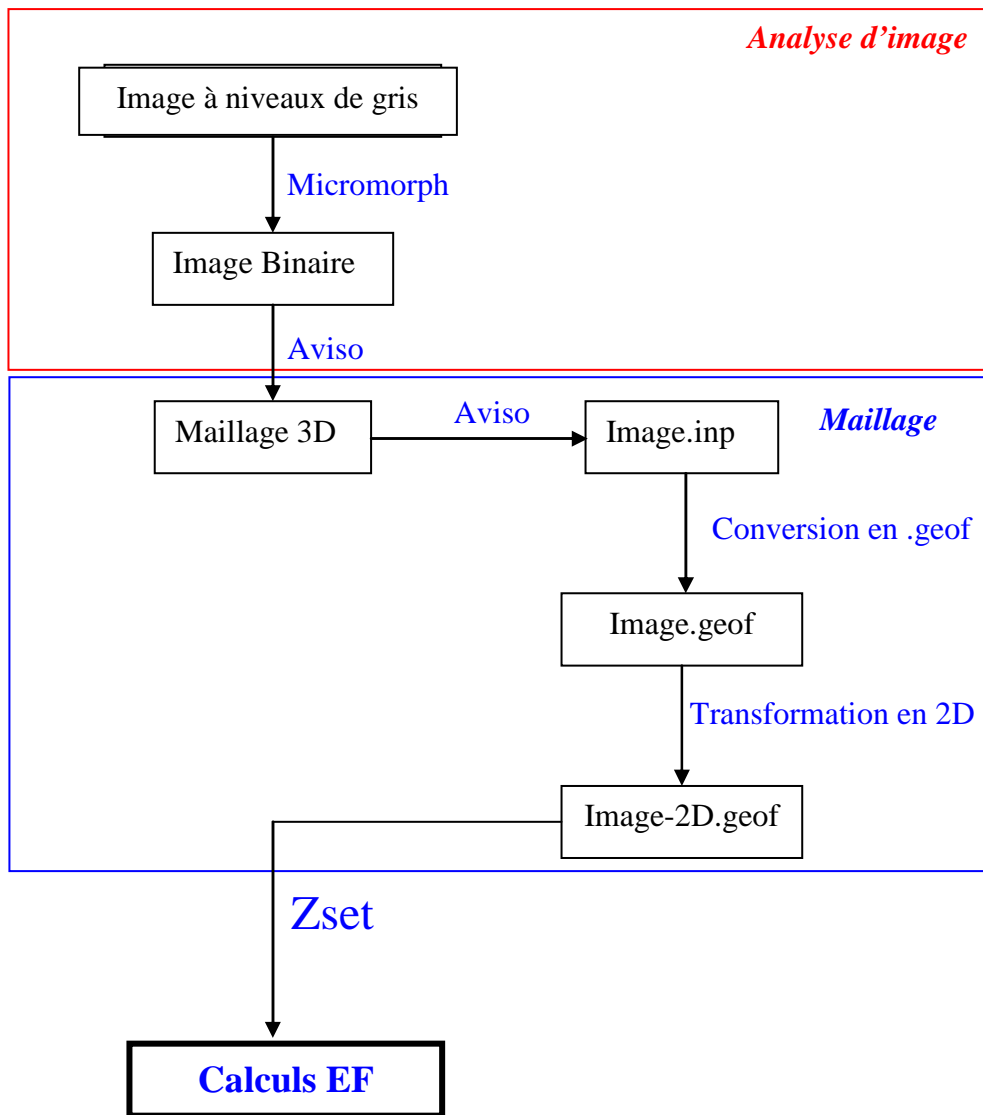 Analyse d’image
Image à niveaux de gris
Micromorph
Image Binaire
Aviso
Maillage 3D
Aviso
Image.inp
Maillage
Conversion en .geof
Image.geof
Transformation en 2D
Image-2D.geof
Zset
Calculs EF